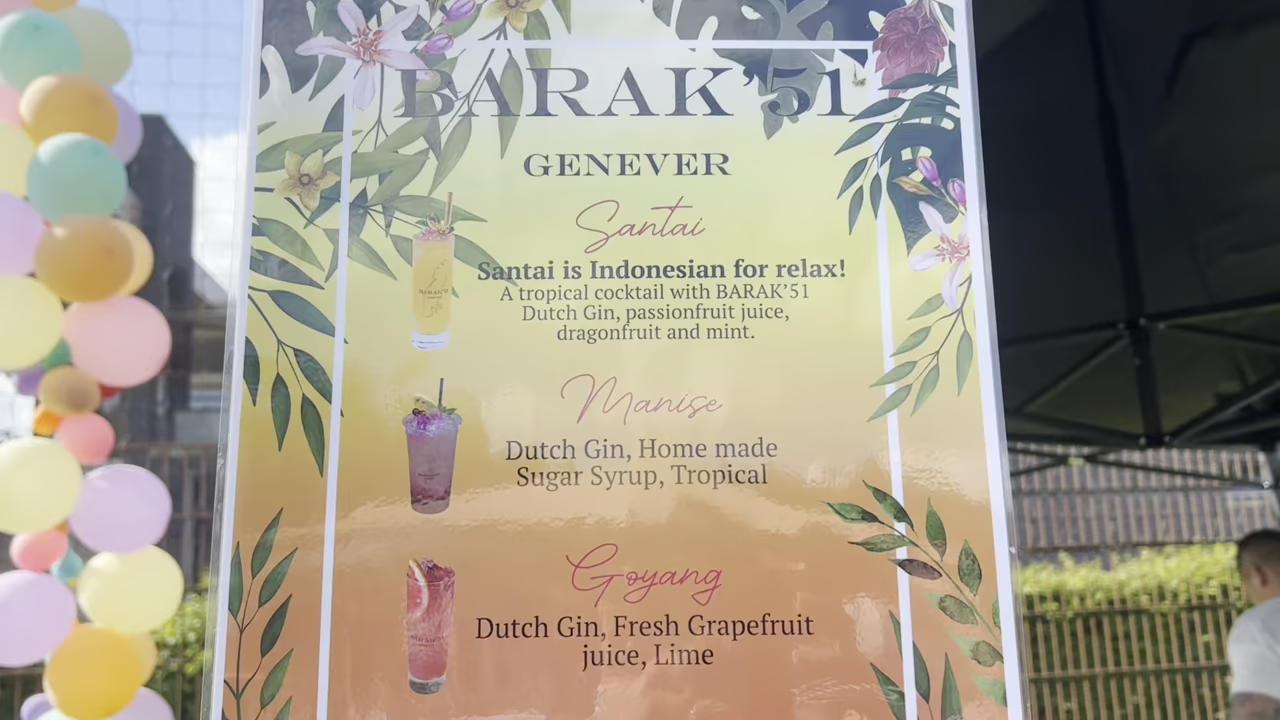 BARAK’51
GENEVER
Santai
Santai is Indonesian for relax!
A tropical cocktail with BARAK’51
Dutch Gin, passionfruit juice,
dragonfruit and mint.
Manise
Dutch Gin, Home made
Sugar Syrup, Tropical
Goyang
Dutch Gin, Fresh Grapefruit
juice, Lime